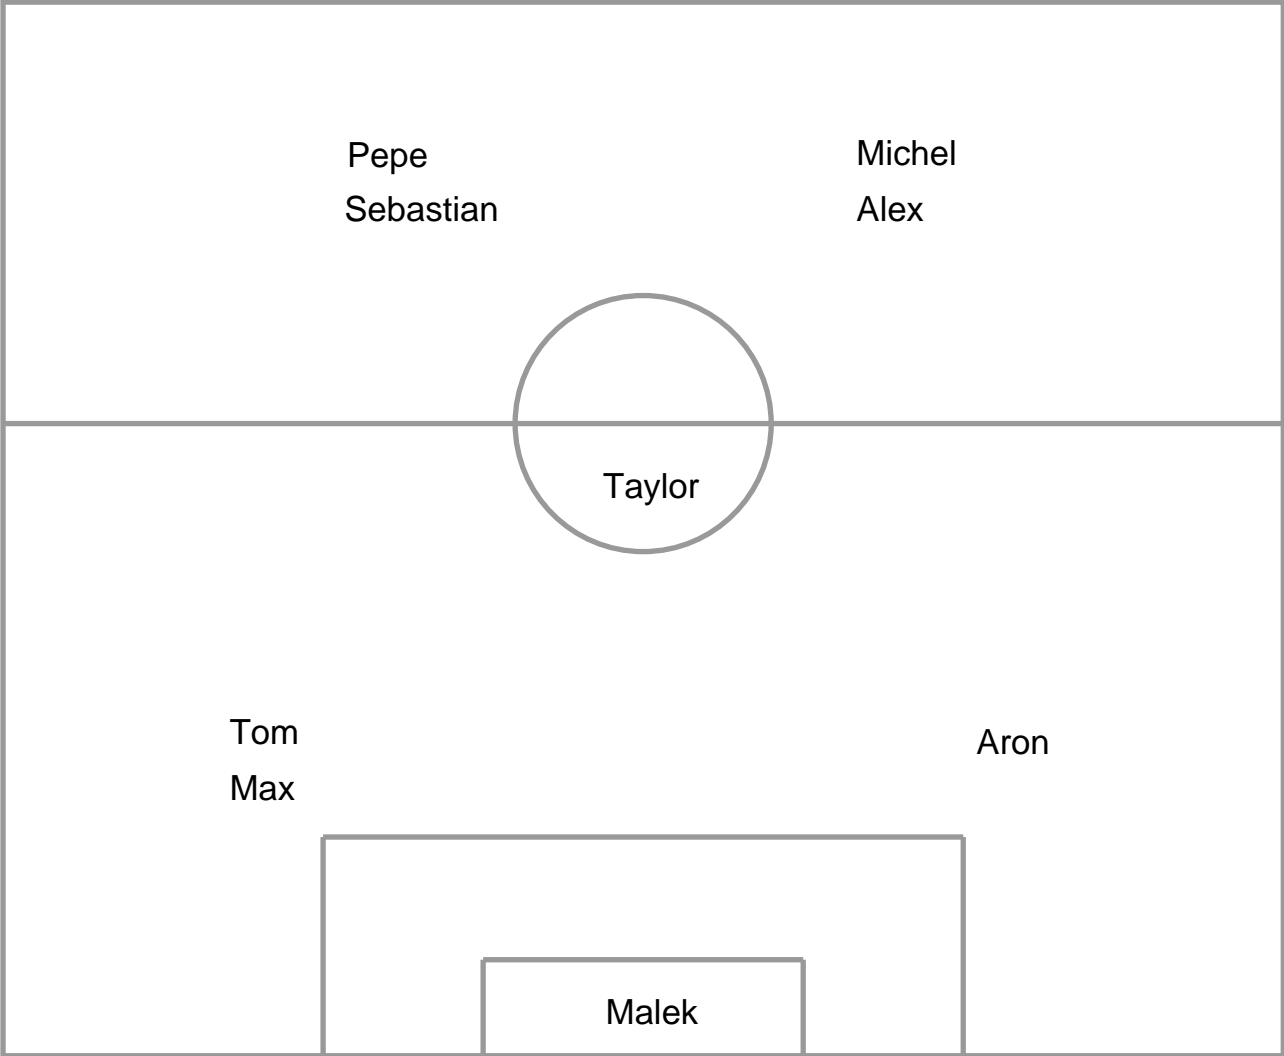 Pepe
Sebastian
Michel
Alex
Taylor
Tom
Max
Aron
Malek